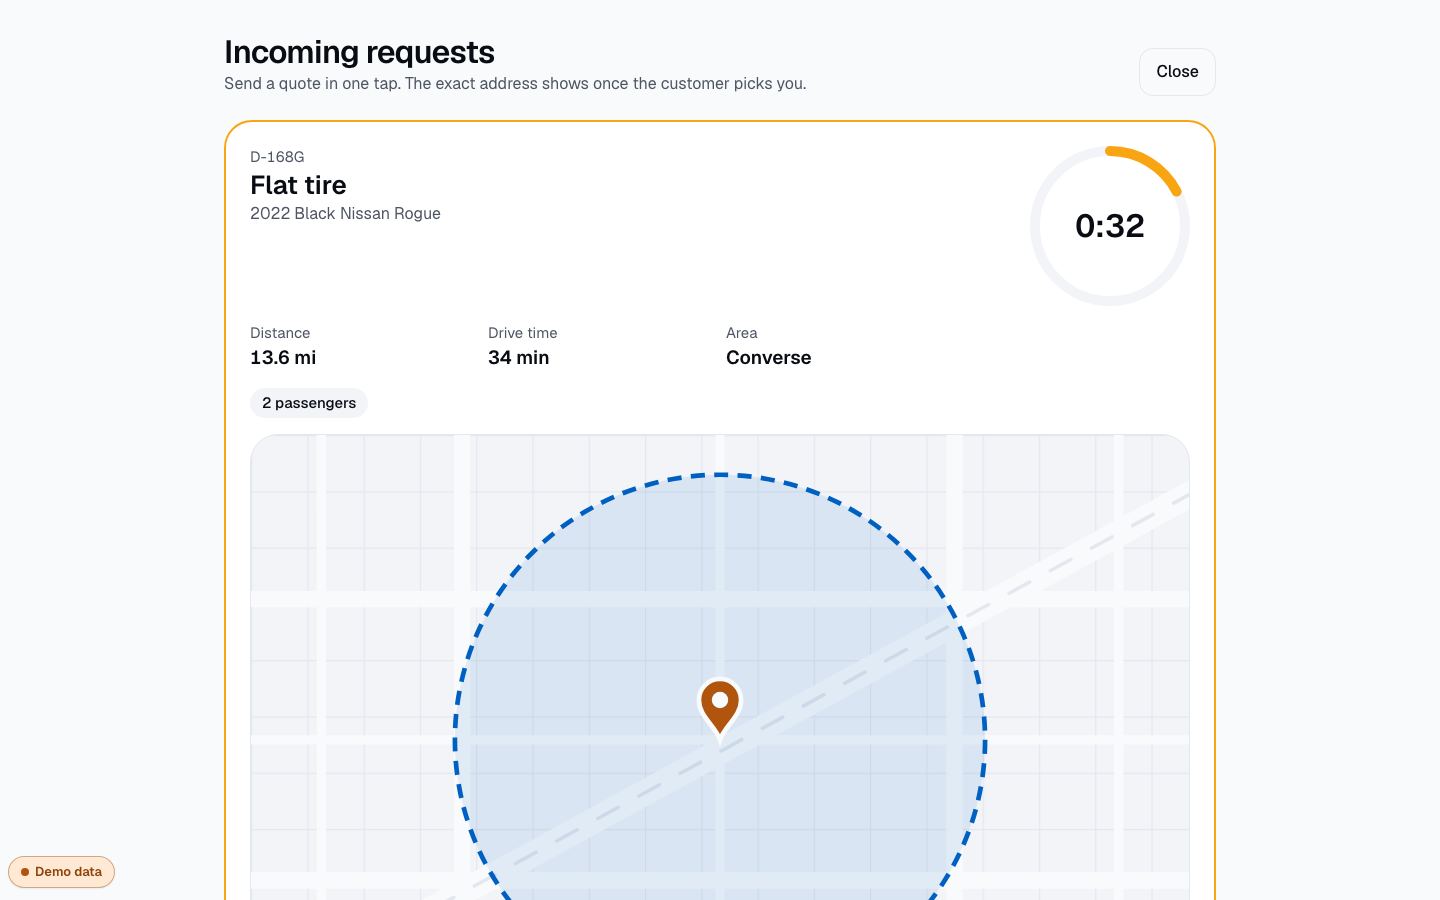 Incoming requests
Send a quote in one tap. The exact address shows once the customer picks you.
Close
D-168G
Flat tire
2022 Black Nissan Rogue
0:32
Distance
13.6 mi
Drive time
34 min
Area
Converse
2 passengers
Demo data